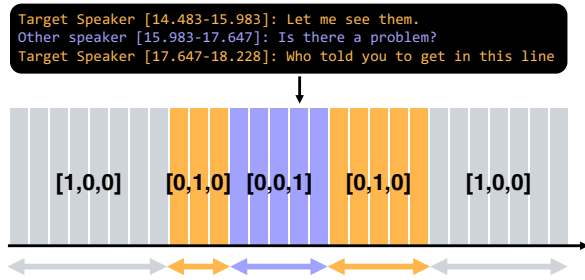 Target Speaker [14.483-15.983]: Let me see them.
Other speaker [15.983-17.647]: Is there a problem?
Target Speaker [17.647-18.228]: Who told you to get in this line
[1,0,0] [0,1,0] [0,0,1] [0,1,0] [1,0,0]